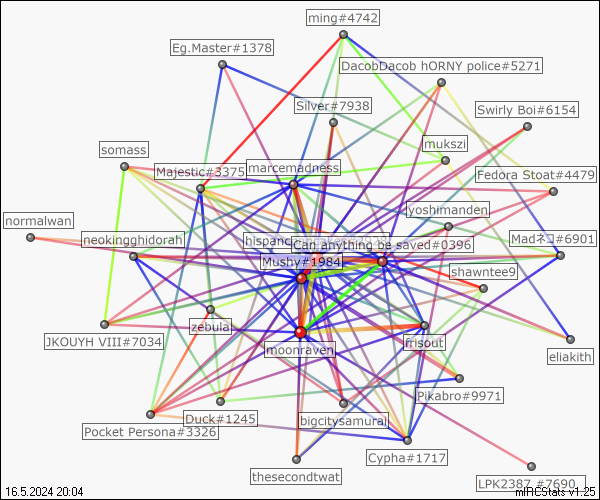 ming#4742
Eg.Master#1378
DacobDacob hORNY police#5271
Silver#7938
Swirly Boi#6154
mukszi
somass
Majestic#3375
marcemadness
Fedora Stoat#4479
yoshimanden
normalwan
neokinghidorah
hispanc
Can anything be saved#0396
Madネコ#6901
Mushy#1984
shawntee9
zebula
JKOUYH VIII#7034
moonraven
frisout
eliakith
Pikabro#9971
Duck#1245
bigcitysamurai
Pocket Persona#3326
Cypha#1717
thesecondtwat
LPK2387_#7690
16.5.2024 20:04
mIRCStats v1.25